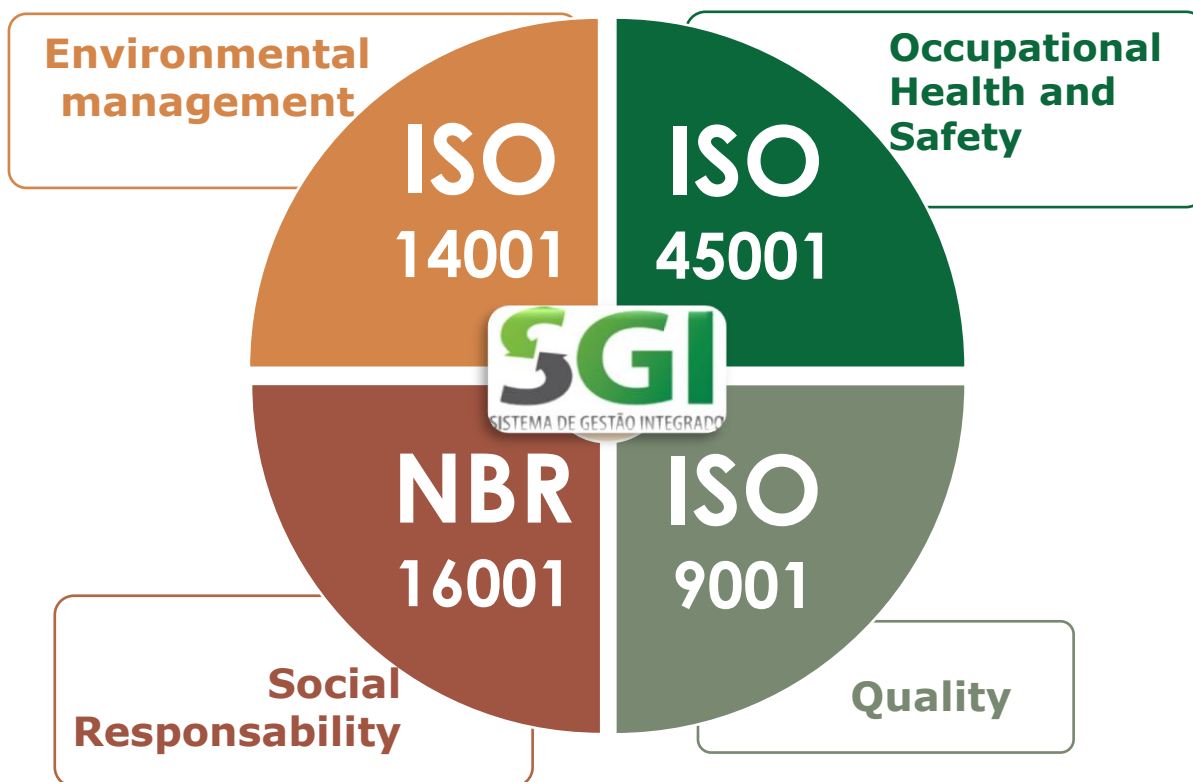 Environmental
management
ISO
14001
Occupational
Health and
Safety
ISO
45001
SGI
SISTEMA DE GESTÃO INTEGRADO
NBR
16001
Social
Responsability
ISO
9001
Quality